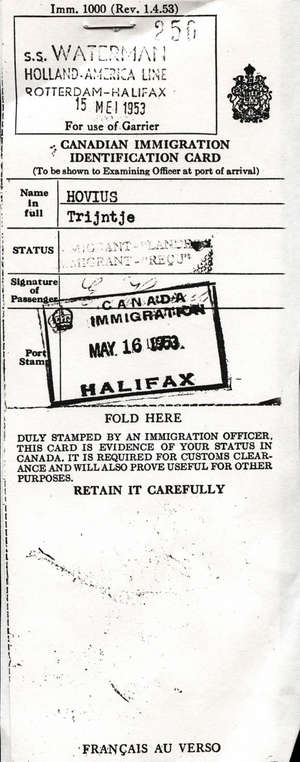 Imm. 1000 (Rev. 1.4.53)
256
S.S. WATERMAN
HOLLAND-AMERICA LINE
ROTTERDAM-HALIFAX
15 MEI 1953
For use of Carrier
CANADIAN IMMIGRATION
IDENTIFICATION CARD
(To be shown to Examining Officer at port of arrival)
Name in full
HOVIUS
Trijntje
STATUS
MIGRANT-"LANDED
MIGRANT-"REÇU"
Signature of Passenger
Port Stamp
CANADA
IMMIGRATION
MAY 16 1953
HALIFAX
FOLD HERE
DULY STAMPED BY AN IMMIGRATION OFFICER,
THIS CARD IS EVIDENCE OF YOUR STATUS IN
CANADA. IT IS REQUIRED FOR CUSTOMS CLEAR-
ANCE AND WILL ALSO PROVE USEFUL FOR OTHER
PURPOSES.
RETAIN IT CAREFULLY
FRANÇAIS AU VERSO